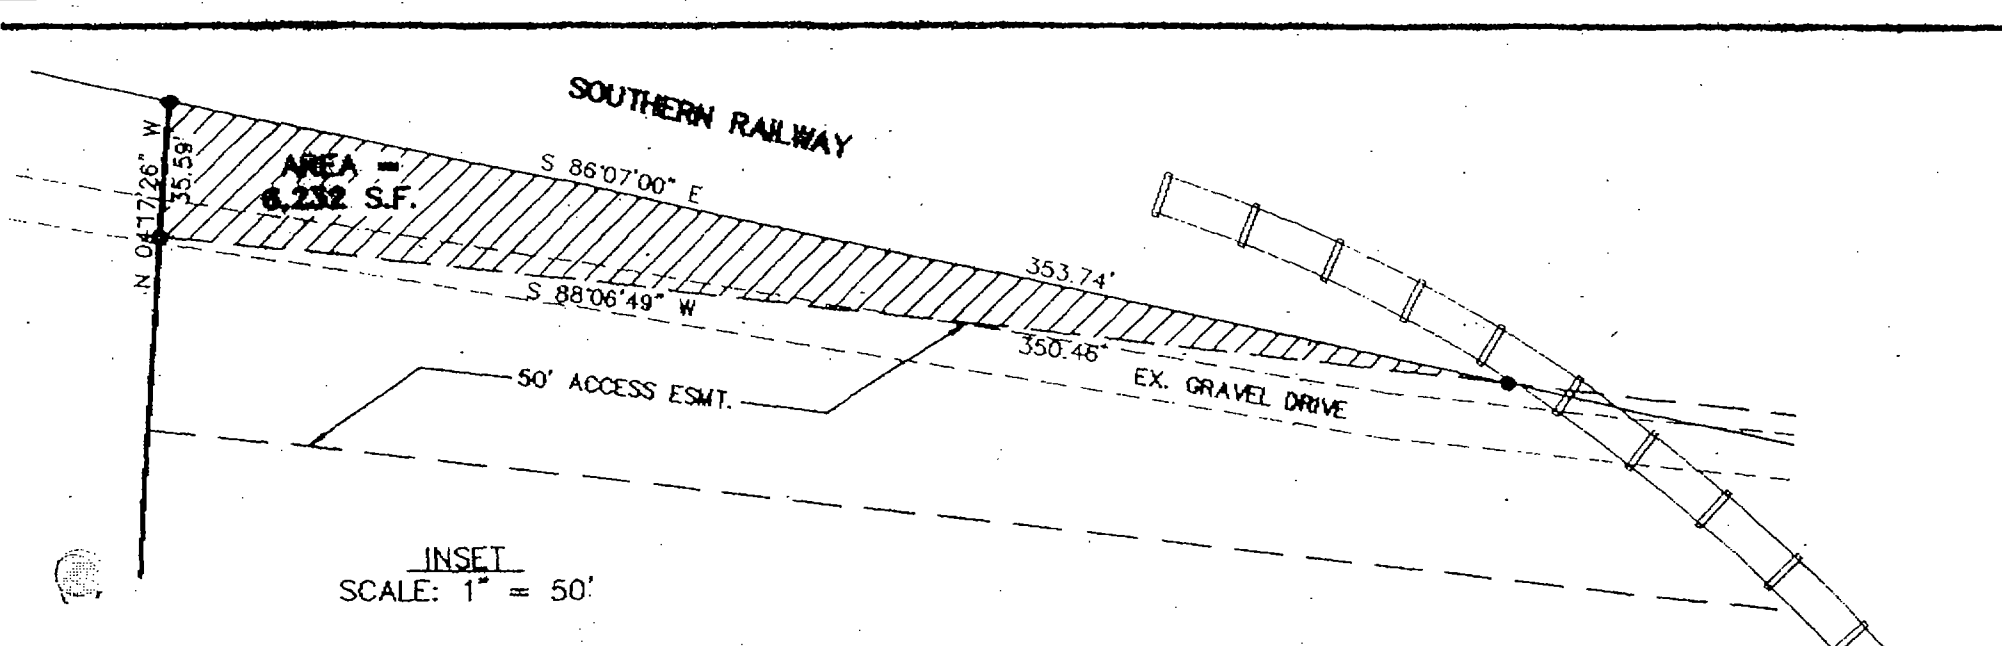 SOUTHERN RAILWAY
N 04°17'26" W
35.59'
AREA =
6,232 S.F.
S 86°07'00" E
353.74'
S 88°06'49" W
350.46'
50' ACCESS ESMT.
EX. GRAVEL DRIVE
INSET
SCALE: 1" = 50'